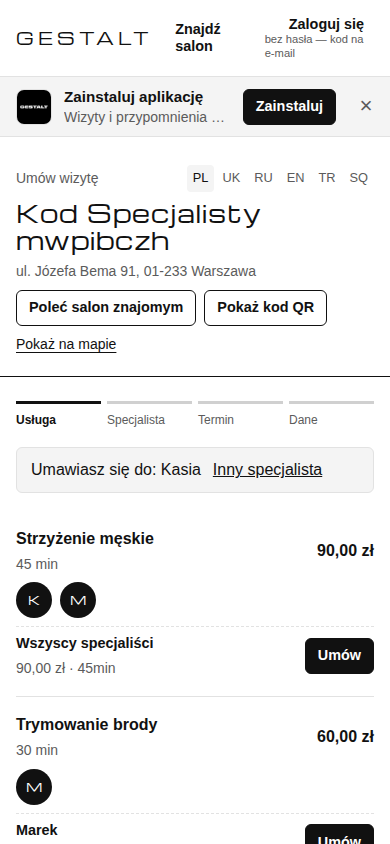 GESTALT
Znajdź salon
Zaloguj się
bez hasła — kod na e-mail
GESTALT
Zainstaluj aplikację
Wizyty i przypomnienia …
Zainstaluj
×
Umów wizytę
PL UK RU EN TR SQ
Kod Specjalisty
mwpibczh
ul. Józefa Bema 91, 01-233 Warszawa
Poleć salon znajomym
Pokaż kod QR
Pokaż na mapie
Usługa
Specjalista
Termin
Dane
Umawiasz się do: Kasia Inny specjalista
Strzyżenie męskie
90,00 zł
45 min
K M
Wszyscy specjaliści
90,00 zł · 45min
Umów
Trymowanie brody
60,00 zł
30 min
M
Marek
Umów